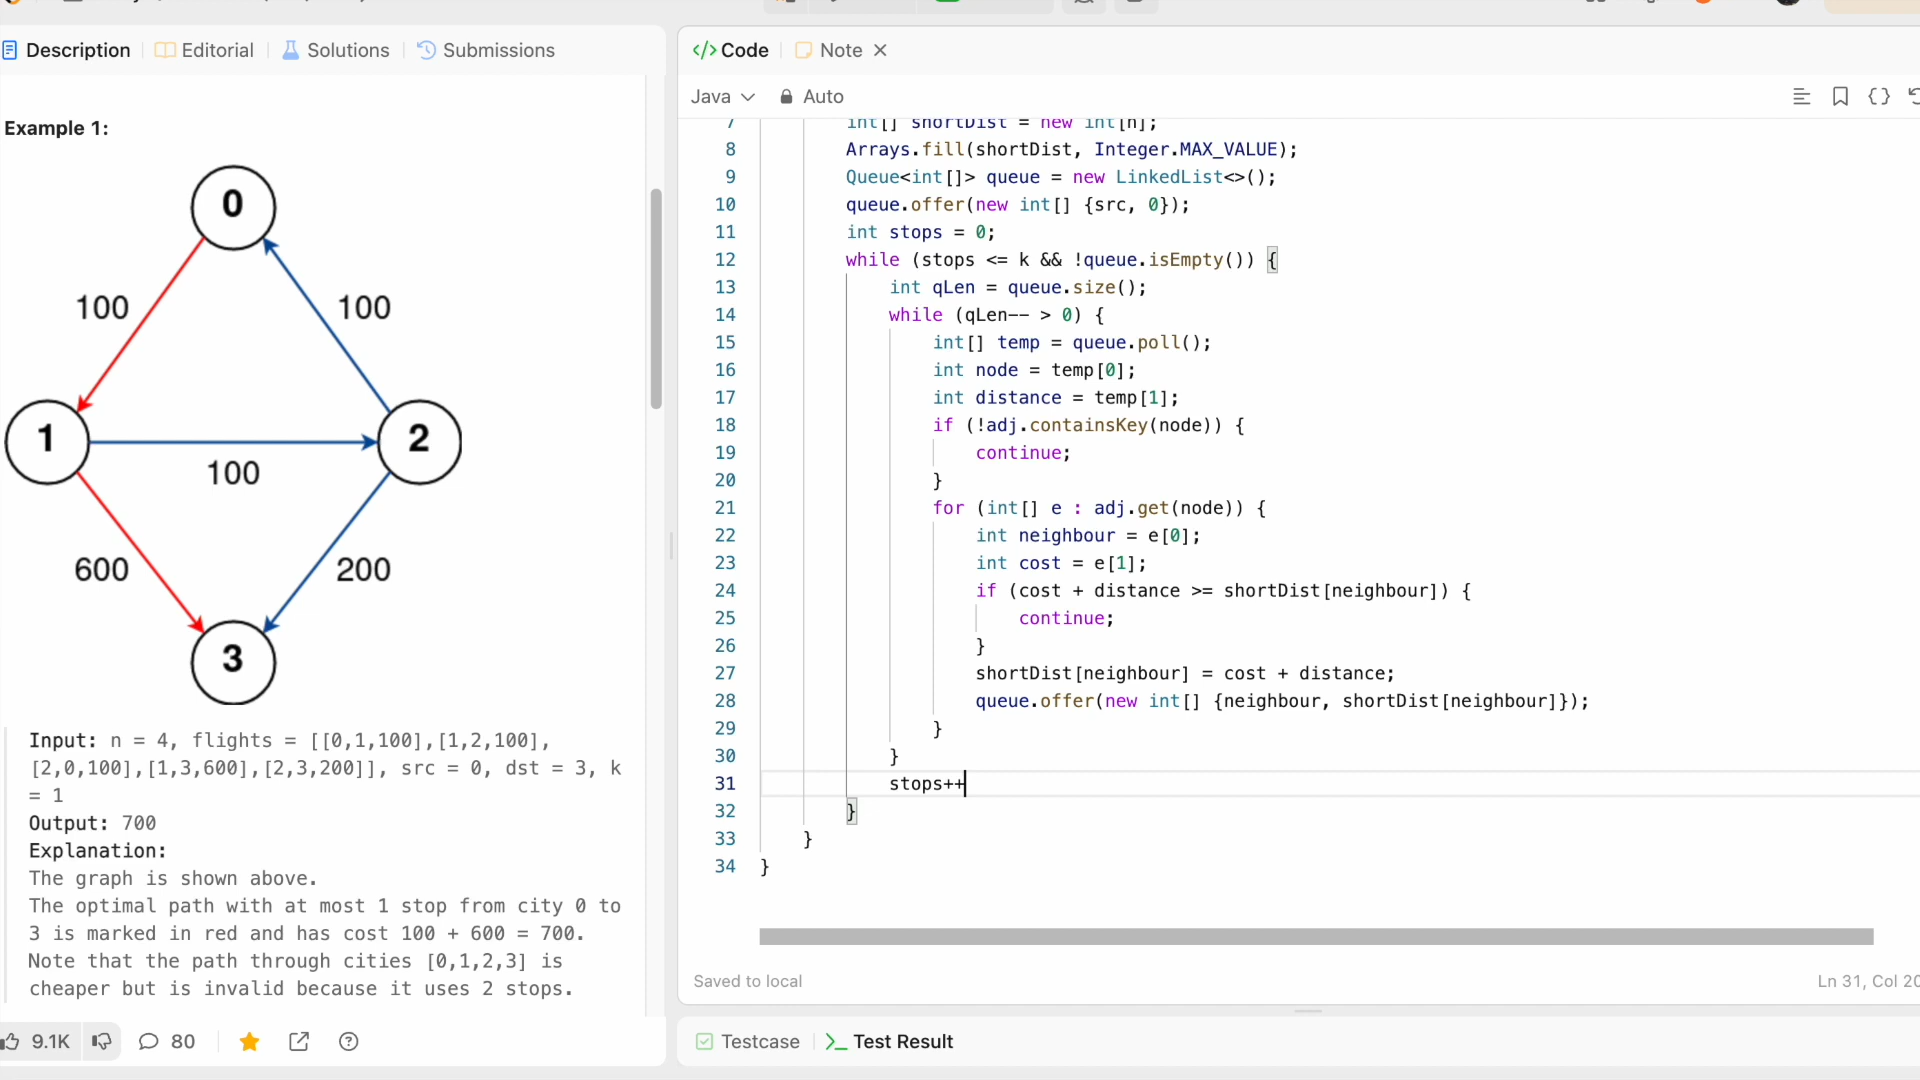 Description
Editorial
Solutions
Submissions
Example 1:
0
100
100
1
2
100
600
200
3
Input: n = 4, flights = [[0,1,100],[1,2,100],
[2,0,100],[1,3,600],[2,3,200]], src = 0, dst = 3, k
= 1
Output: 700
Explanation:
The graph is shown above.
The optimal path with at most 1 stop from city 0 to
3 is marked in red and has cost 100 + 600 = 700.
Note that the path through cities [0,1,2,3] is
cheaper but is invalid because it uses 2 stops.
9.1K
80
</> Code
Note
Java
Auto
7 int[] shortDist = new int[n];
8 Arrays.fill(shortDist, Integer.MAX_VALUE);
9 Queue<int[]> queue = new LinkedList<>();
10 queue.offer(new int[] {src, 0});
11 int stops = 0;
12 while (stops <= k && !queue.isEmpty()) {
13 int qLen = queue.size();
14 while (qLen-- > 0) {
15 int[] temp = queue.poll();
16 int node = temp[0];
17 int distance = temp[1];
18 if (!adj.containsKey(node)) {
19 continue;
20 }
21 for (int[] e : adj.get(node)) {
22 int neighbour = e[0];
23 int cost = e[1];
24 if (cost + distance >= shortDist[neighbour]) {
25 continue;
26 }
27 shortDist[neighbour] = cost + distance;
28 queue.offer(new int[] {neighbour, shortDist[neighbour]});
29 }
30 }
31 stops++
32 }
33 }
34 }
Saved to local
Ln 31, Col 20
Testcase
Test Result